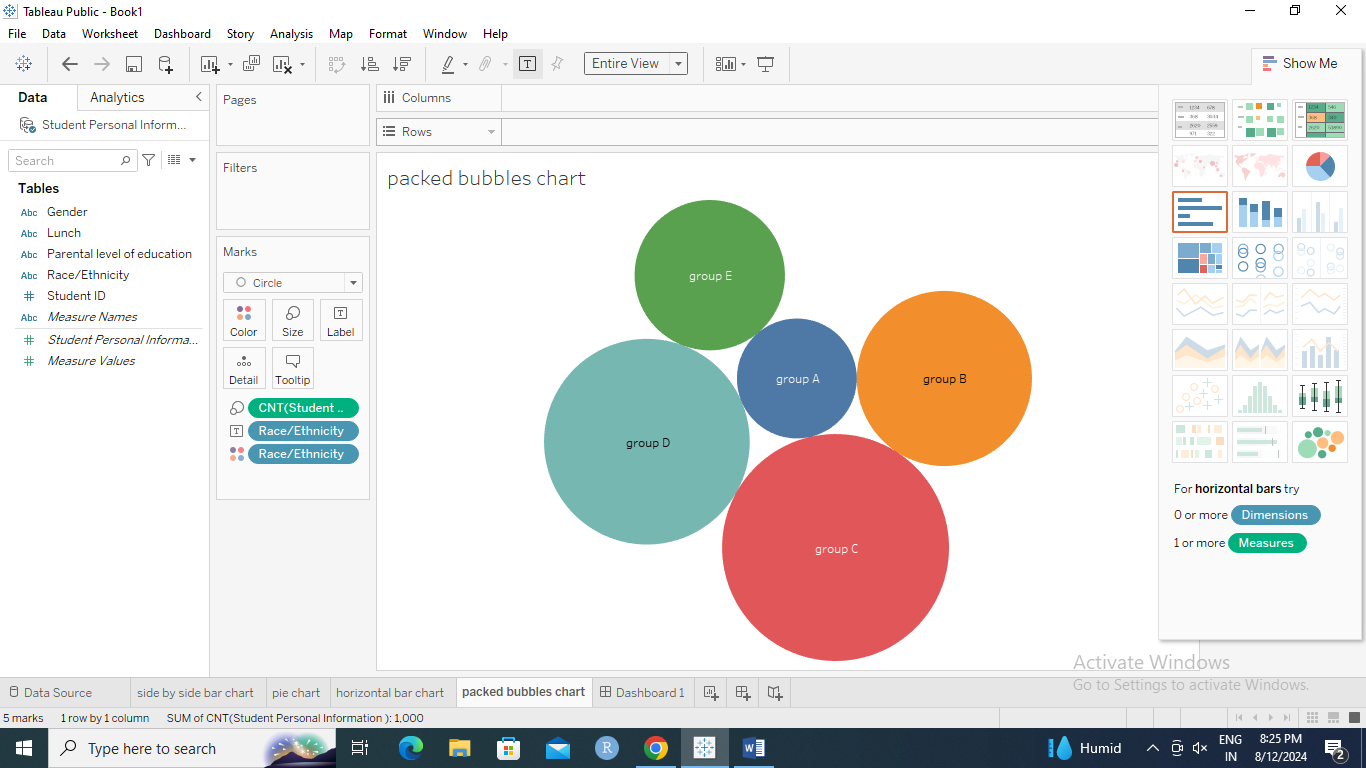 Tableau Public - Book1
File Data Worksheet Dashboard Story Analysis Map Format Window Help
Entire View
Show Me
Data Analytics
Student Personal Inform...
Search
Tables
Abc Gender
Abc Lunch
Abc Parental level of education
Abc Race/Ethnicity
# Student ID
Abc Measure Names
# Student Personal Informa...
# Measure Values
Pages
Filters
Marks
Circle
Color Size Label
Detail Tooltip
CNT(Student ..
Race/Ethnicity
Race/Ethnicity
Columns
Rows
packed bubbles chart
group E
group A
group B
group D
group C
For horizontal bars try
0 or more Dimensions
1 or more Measures
Activate Windows
Go to Settings to activate Windows.
Data Source side by side bar chart pie chart horizontal bar chart packed bubbles chart Dashboard 1
5 marks 1 row by 1 column SUM of CNT(Student Personal Information ): 1,000
Type here to search
Humid
ENG
IN
8:25 PM
8/12/2024
2